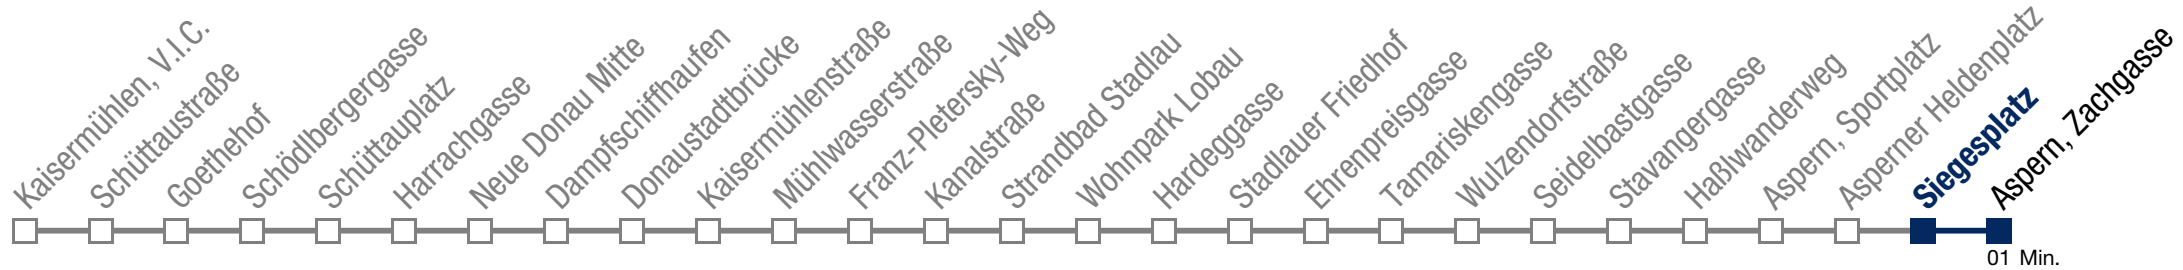 Kaisermühlen, V.I.C.
Schüttaustraße
Goethehof
Schödlbergergasse
Schüttauplatz
Harrachgasse
Neue Donau Mitte
Dampfschiffhaufen
Donaustadtbrücke
Kaisermühlenstraße
Mühlwasserstraße
Franz-Pletersky-Weg
Kanalstraße
Strandbad Stadlau
Wohnpark Lobau
Hardeggasse
Stadlauer Friedhof
Ehrenpreisgasse
Tamariskengasse
Wulzendorfstraße
Seidelbastgasse
Stavangergasse
Haßlwanderweg
Aspern, Sportplatz
Asperner Heldenplatz
Siegesplatz
Aspern, Zachgasse
01 Min.